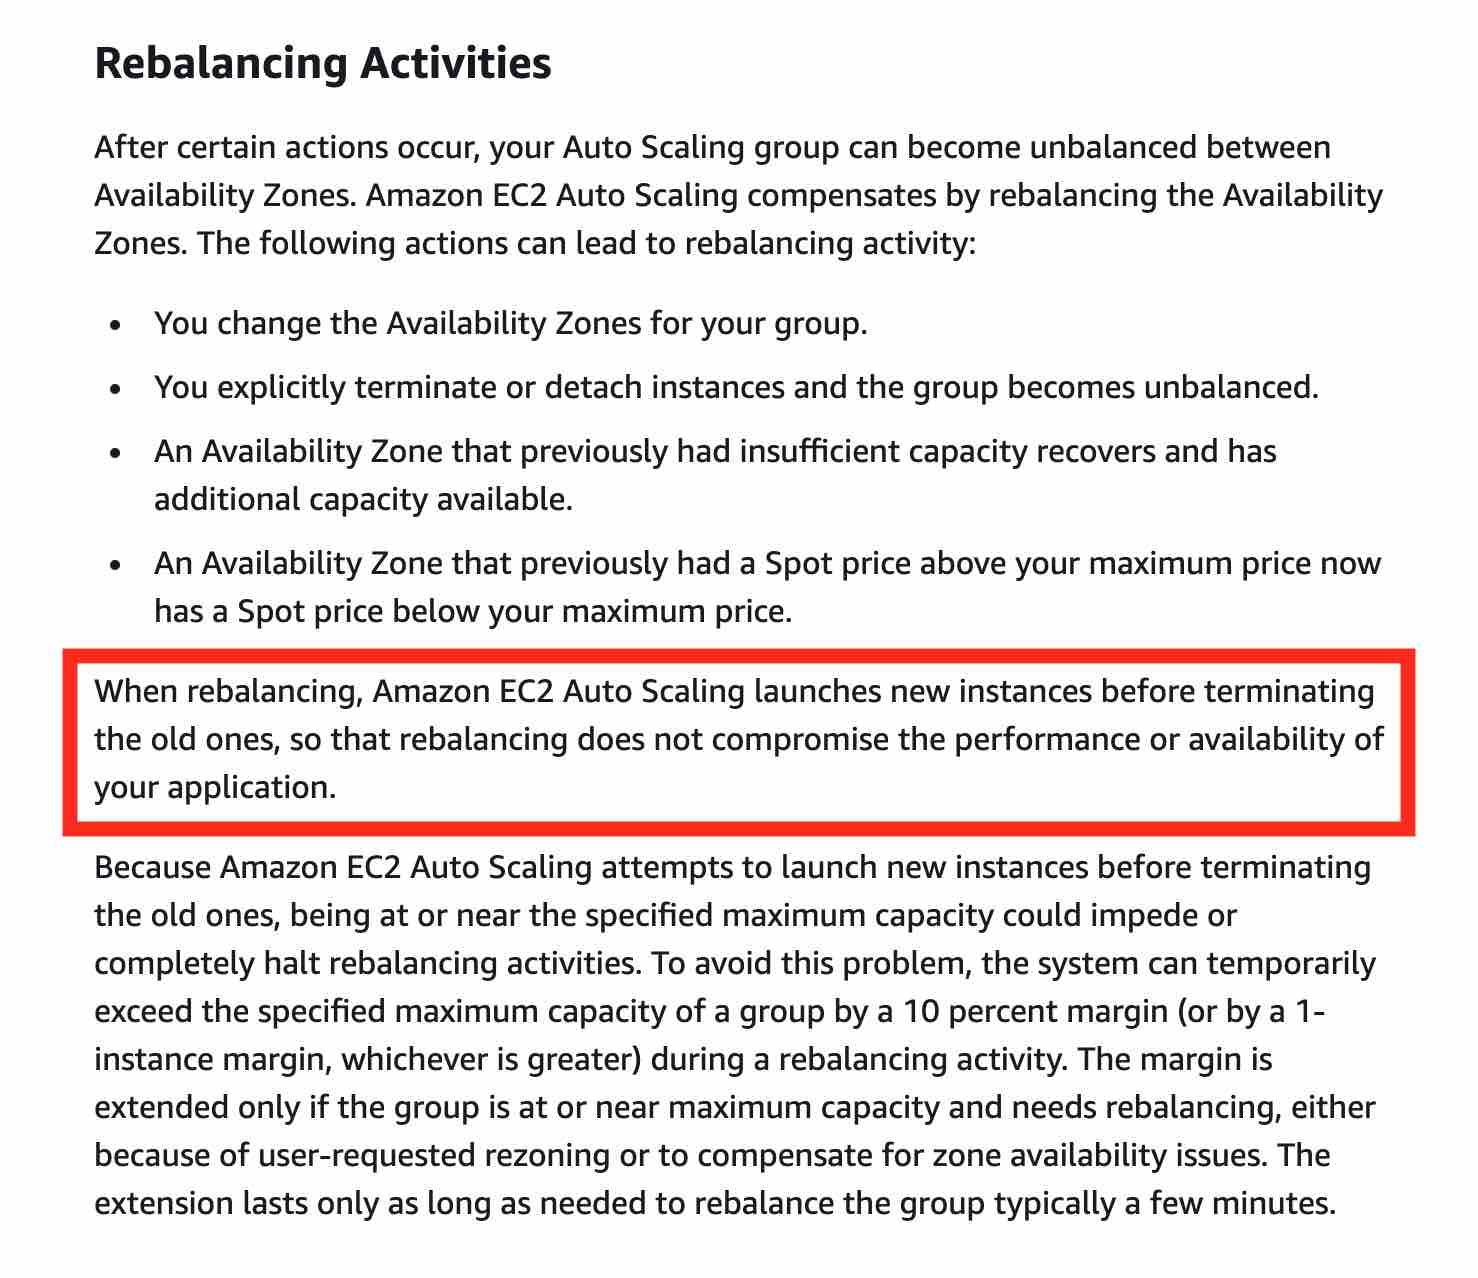 Rebalancing Activities
After certain actions occur, your Auto Scaling group can become unbalanced between
Availability Zones. Amazon EC2 Auto Scaling compensates by rebalancing the Availability
Zones. The following actions can lead to rebalancing activity:
• You change the Availability Zones for your group.
• You explicitly terminate or detach instances and the group becomes unbalanced.
• An Availability Zone that previously had insufficient capacity recovers and has
additional capacity available.
• An Availability Zone that previously had a Spot price above your maximum price now
has a Spot price below your maximum price.
When rebalancing, Amazon EC2 Auto Scaling launches new instances before terminating
the old ones, so that rebalancing does not compromise the performance or availability of
your application.
Because Amazon EC2 Auto Scaling attempts to launch new instances before terminating
the old ones, being at or near the specified maximum capacity could impede or
completely halt rebalancing activities. To avoid this problem, the system can temporarily
exceed the specified maximum capacity of a group by a 10 percent margin (or by a 1-
instance margin, whichever is greater) during a rebalancing activity. The margin is
extended only if the group is at or near maximum capacity and needs rebalancing, either
because of user-requested rezoning or to compensate for zone availability issues. The
extension lasts only as long as needed to rebalance the group typically a few minutes.